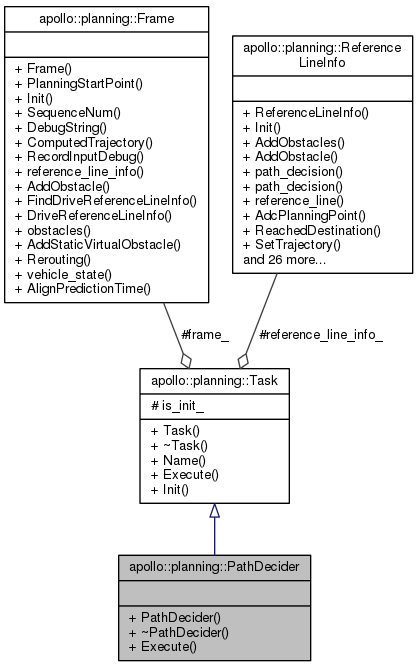 apollo::planning::Frame
+ Frame()
+ PlanningStartPoint()
+ Init()
+ SequenceNum()
+ DebugString()
+ ComputedTrajectory()
+ RecordInputDebug()
+ reference_line_info()
+ AddObstacle()
+ FindDriveReferenceLineInfo()
+ DriveReferenceLineInfo()
+ obstacles()
+ AddStaticVirtualObstacle()
+ Rerouting()
+ vehicle_state()
+ AlignPredictionTime()
apollo::planning::Reference
LineInfo
+ ReferenceLineInfo()
+ Init()
+ AddObstacles()
+ AddObstacle()
+ path_decision()
+ path_decision()
+ reference_line()
+ AdcPlanningPoint()
+ ReachedDestination()
+ SetTrajectory()
and 26 more...
#frame_
#reference_line_info_
apollo::planning::Task
# is_init_
+ Task()
+ ~Task()
+ Name()
+ Execute()
+ Init()
apollo::planning::PathDecider
+ PathDecider()
+ ~PathDecider()
+ Execute()